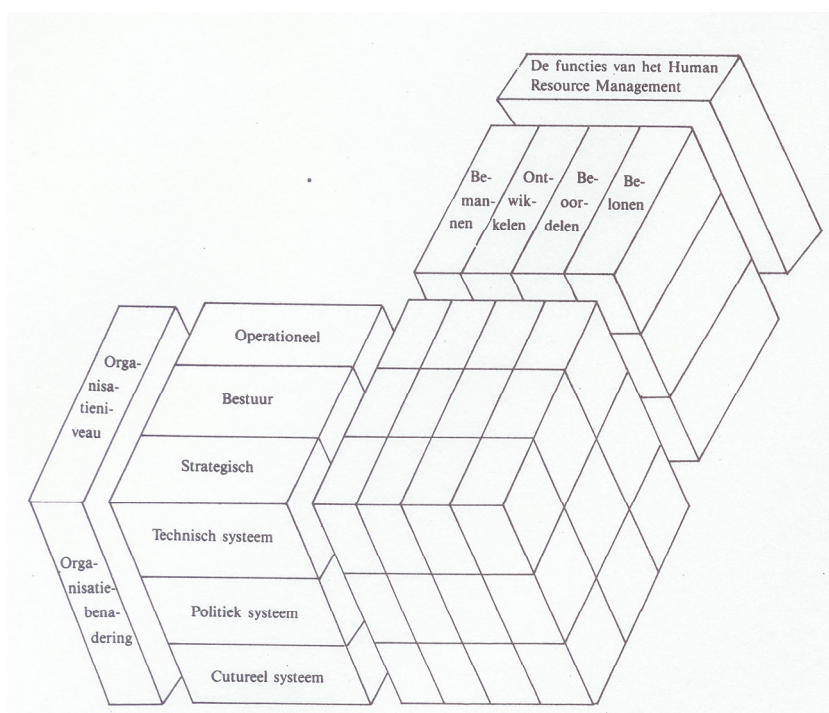 De functies van het Human
Resource Management
Be-
man-
nen
Ont-
wik-
kelen
Be-
oor-
delen
Be-
lonen
Orga-
nisa-
tieni-
veau
Operationeel
Bestuur
Strategisch
Orga-
nisatie-
bena-
dering
Technisch systeem
Politiek systeem
Cutureel systeem